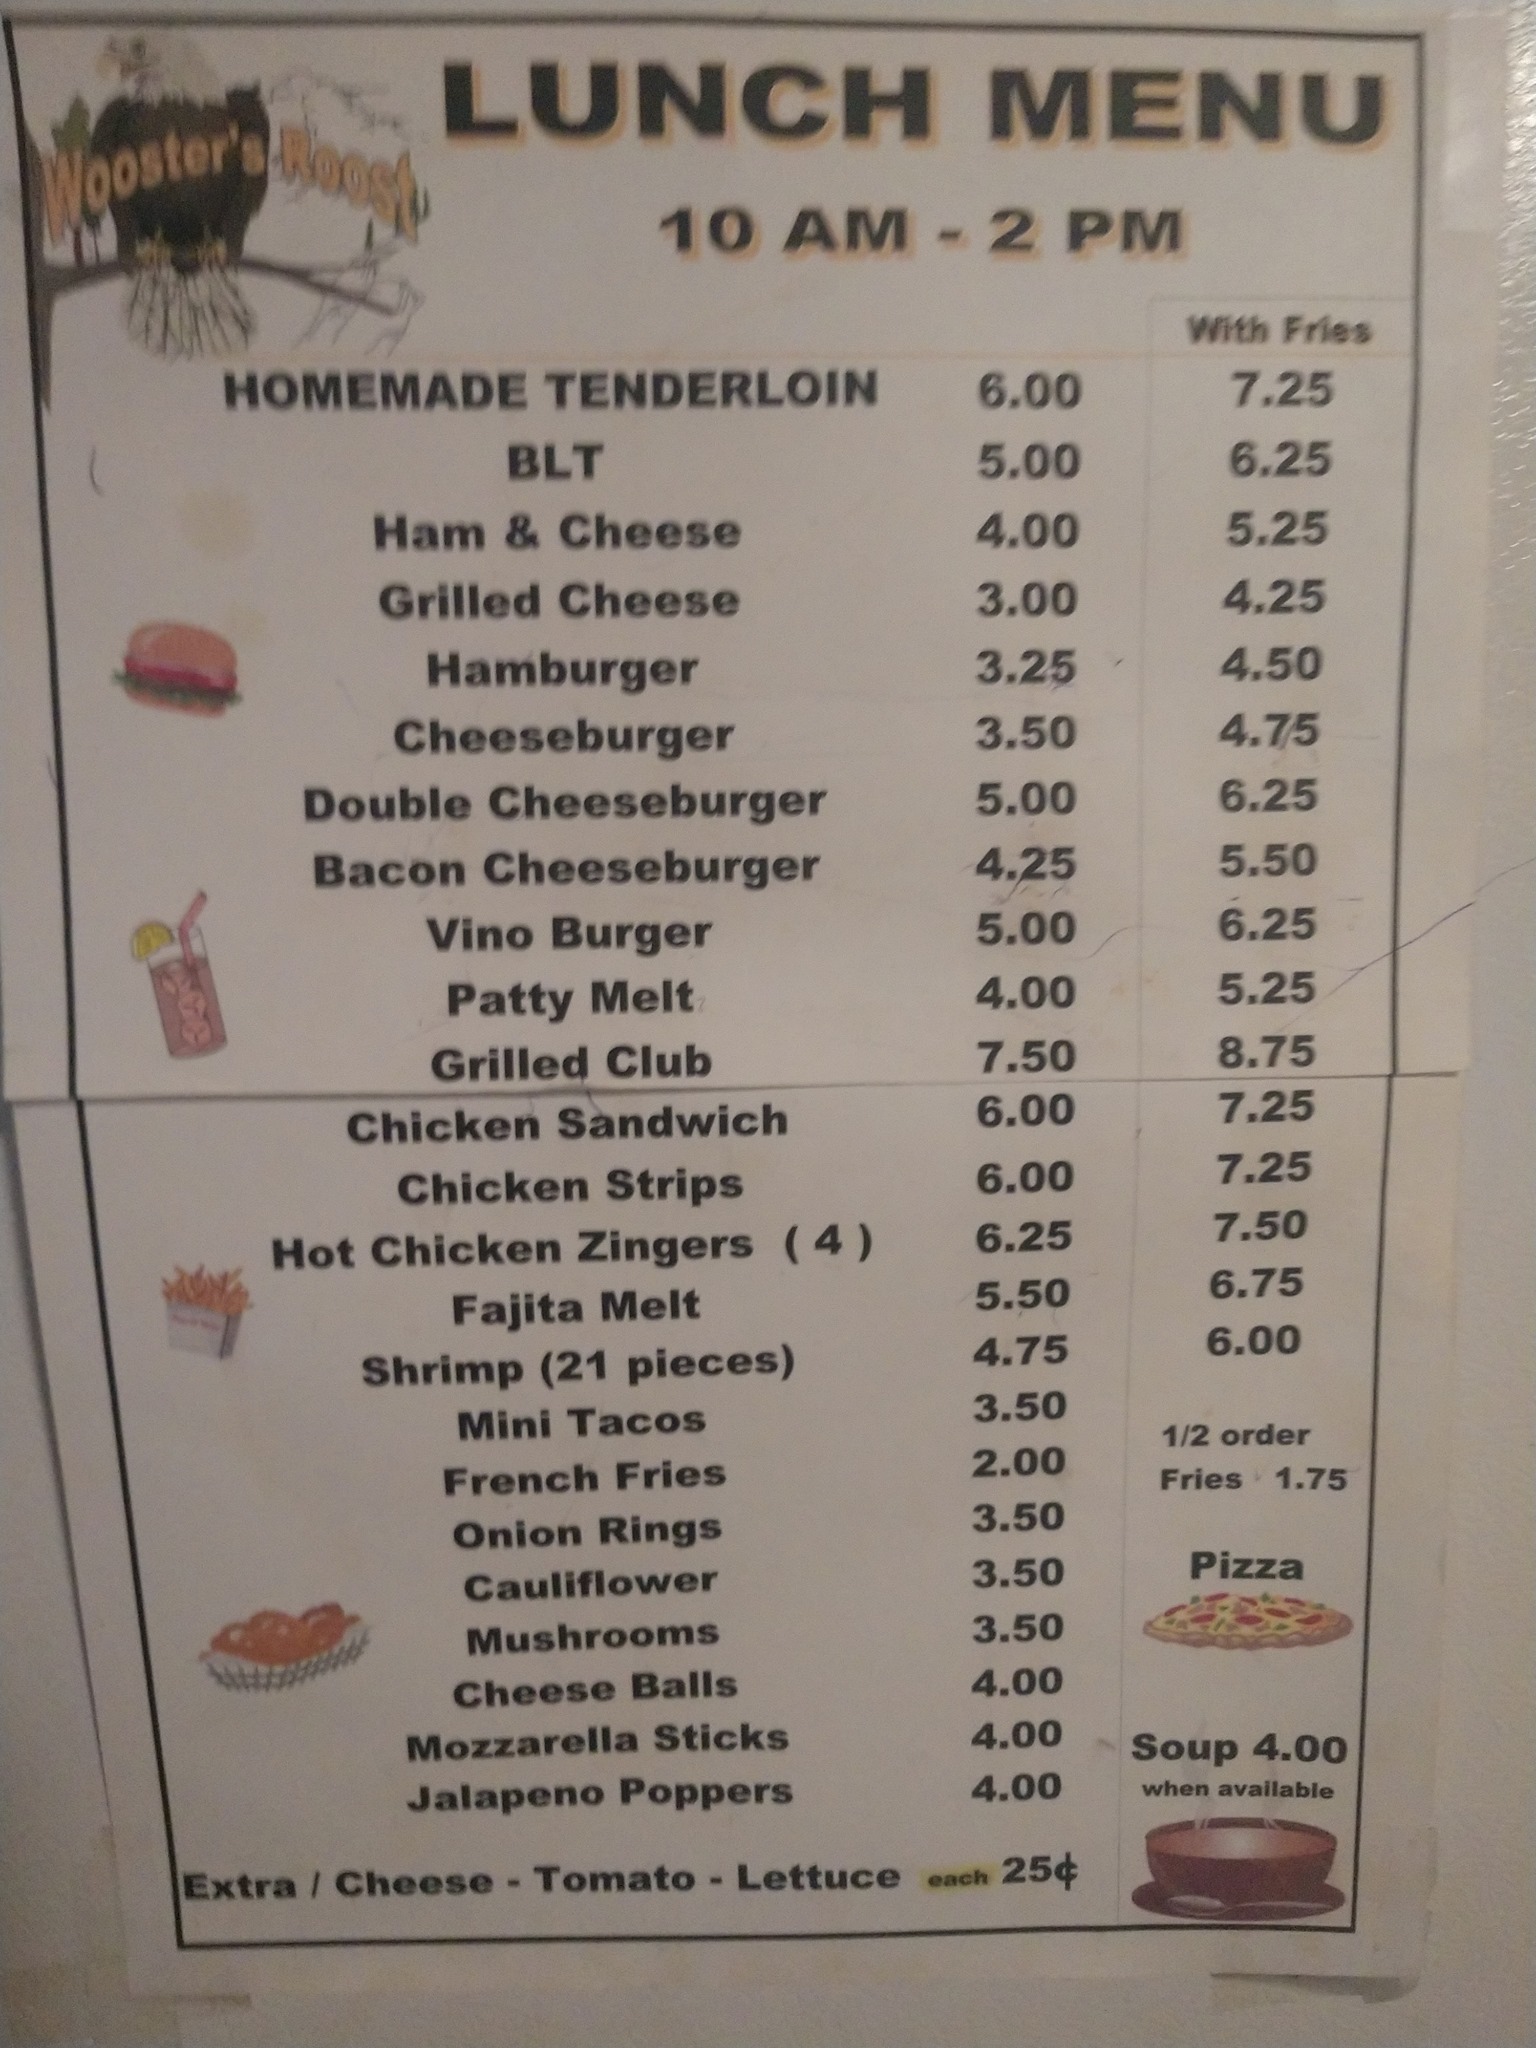 Wooster's Roost
LUNCH MENU
10 AM - 2 PM
With Fries
HOMEMADE TENDERLOIN 6.00 7.25
BLT 5.00 6.25
Ham & Cheese 4.00 5.25
Grilled Cheese 3.00 4.25
Hamburger 3.25 4.50
Cheeseburger 3.50 4.75
Double Cheeseburger 5.00 6.25
Bacon Cheeseburger 4.25 5.50
Vino Burger 5.00 6.25
Patty Melt 4.00 5.25
Grilled Club 7.50 8.75
Chicken Sandwich 6.00 7.25
Chicken Strips 6.00 7.25
Hot Chicken Zingers ( 4 ) 6.25 7.50
Fajita Melt 5.50 6.75
Shrimp (21 pieces) 4.75 6.00
Mini Tacos 3.50
French Fries 2.00
Onion Rings 3.50
Cauliflower 3.50
Mushrooms 3.50
Cheese Balls 4.00
Mozzarella Sticks 4.00
Jalapeno Poppers 4.00
1/2 order
Fries 1.75
Pizza
Soup 4.00
when available
Extra / Cheese - Tomato - Lettuce each 25¢